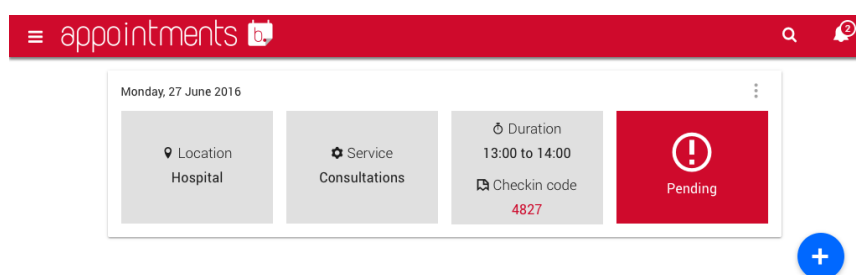 appointments b.
2
Monday, 27 June 2016
Location
Hospital
Service
Consultations
Duration
13:00 to 14:00
Checkin code
4827
Pending